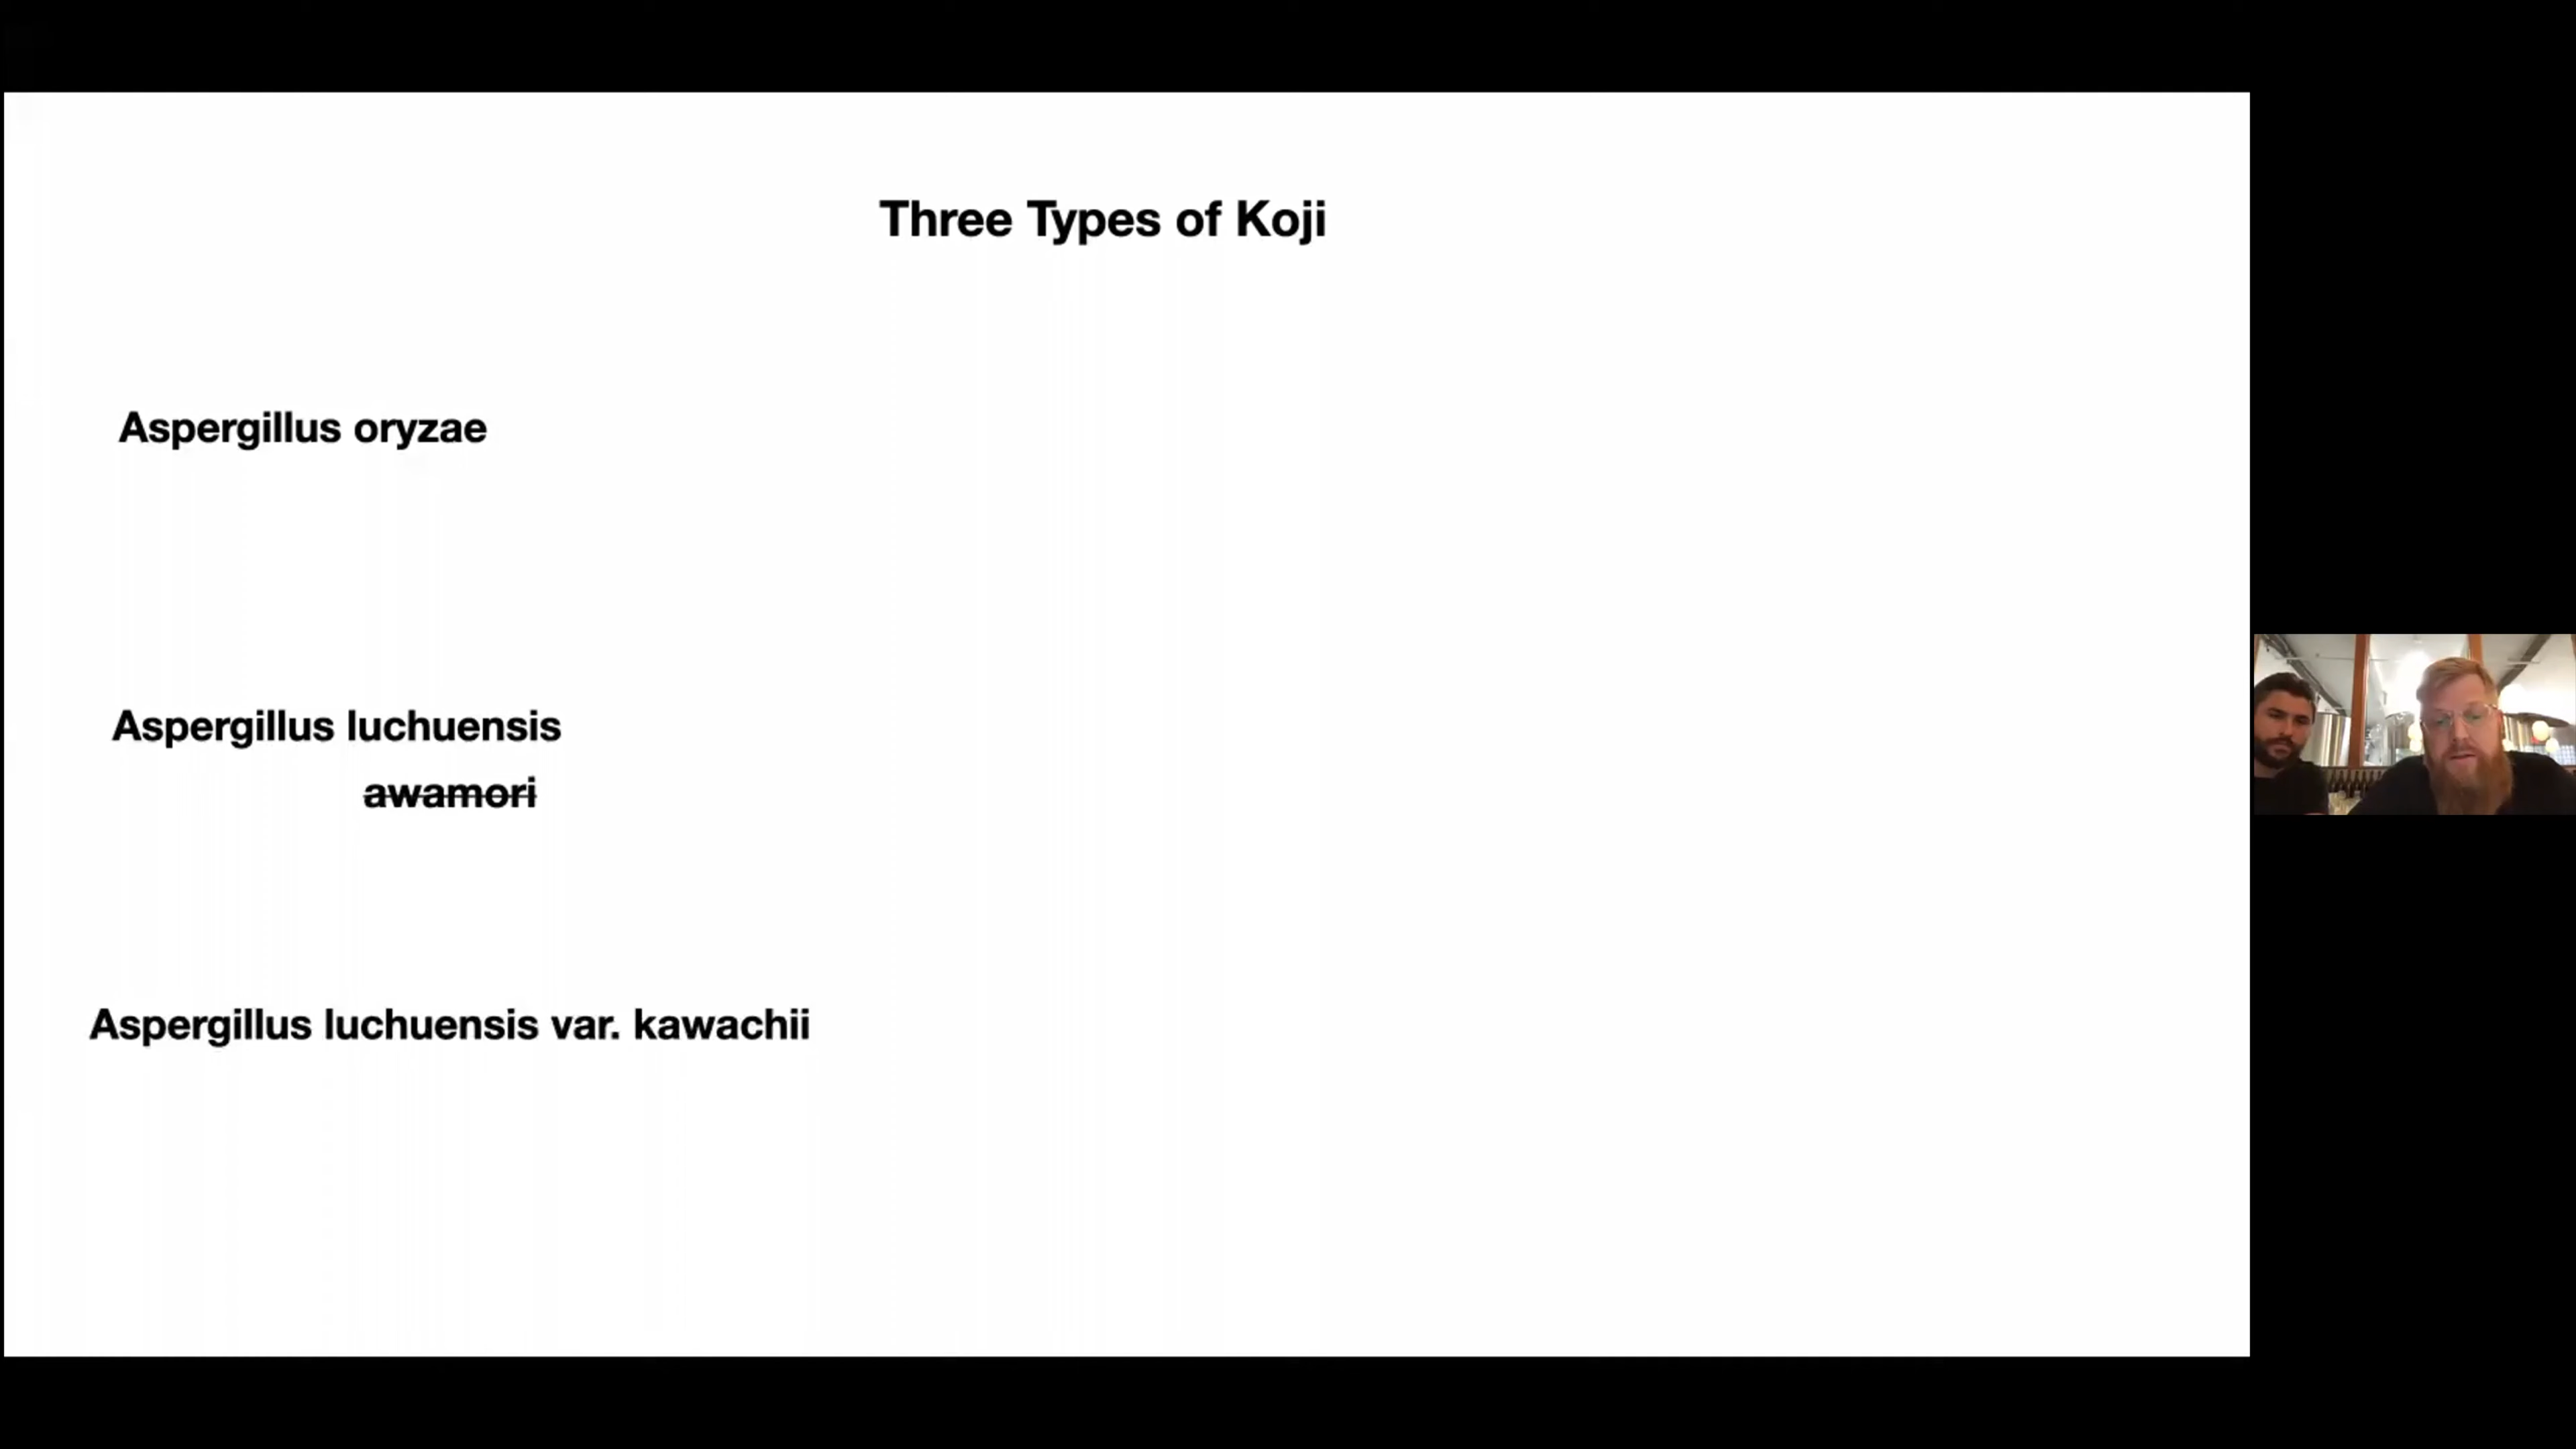 Three Types of Koji
Aspergillus oryzae
Aspergillus luchuensis
awamori
Aspergillus luchuensis var. kawachii